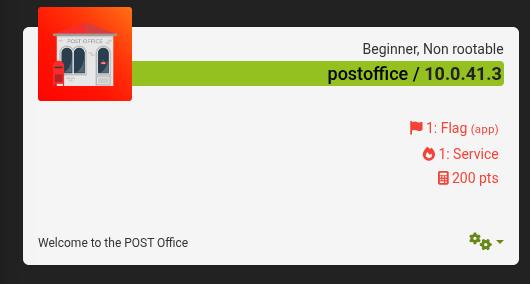 POST OFFICE
Beginner, Non rootable
postoffice / 10.0.41.3
1: Flag (app)
1: Service
200 pts
Welcome to the POST Office